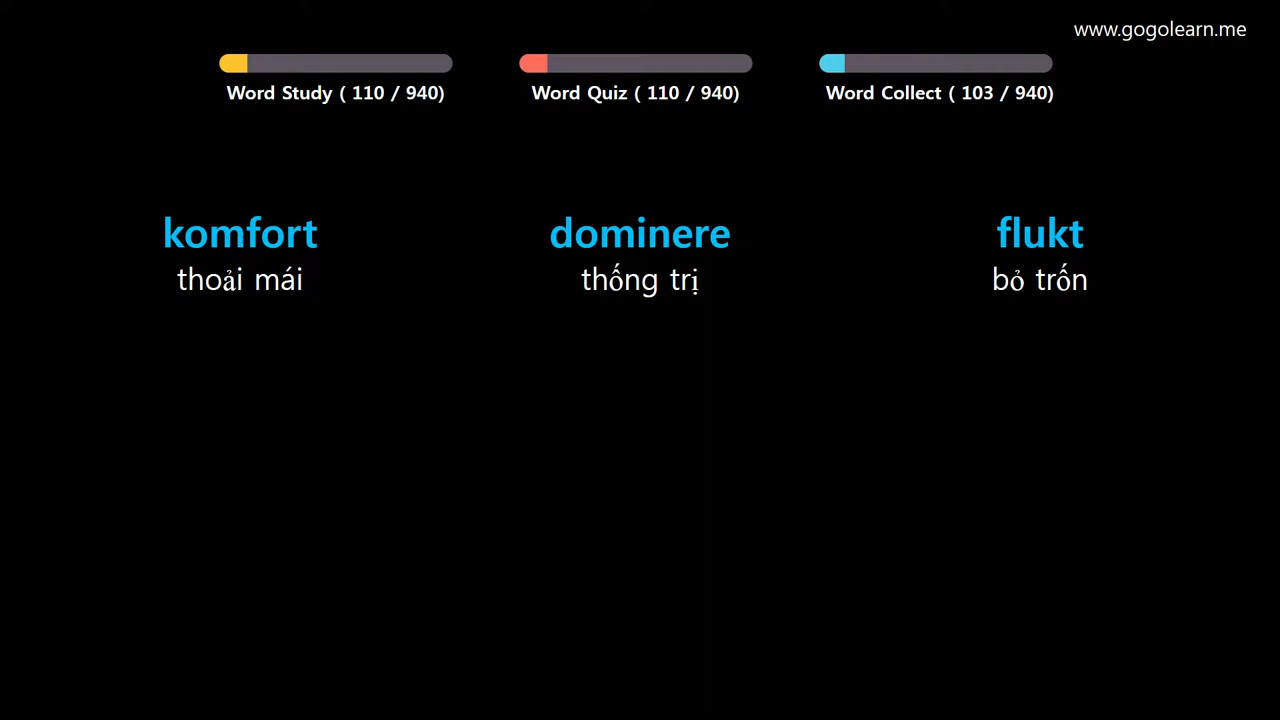 www.gogolearn.me
Word Study ( 110 / 940)
Word Quiz ( 110 / 940)
Word Collect ( 103 / 940)
komfort
thoải mái
dominere
thống trị
flukt
bỏ trốn